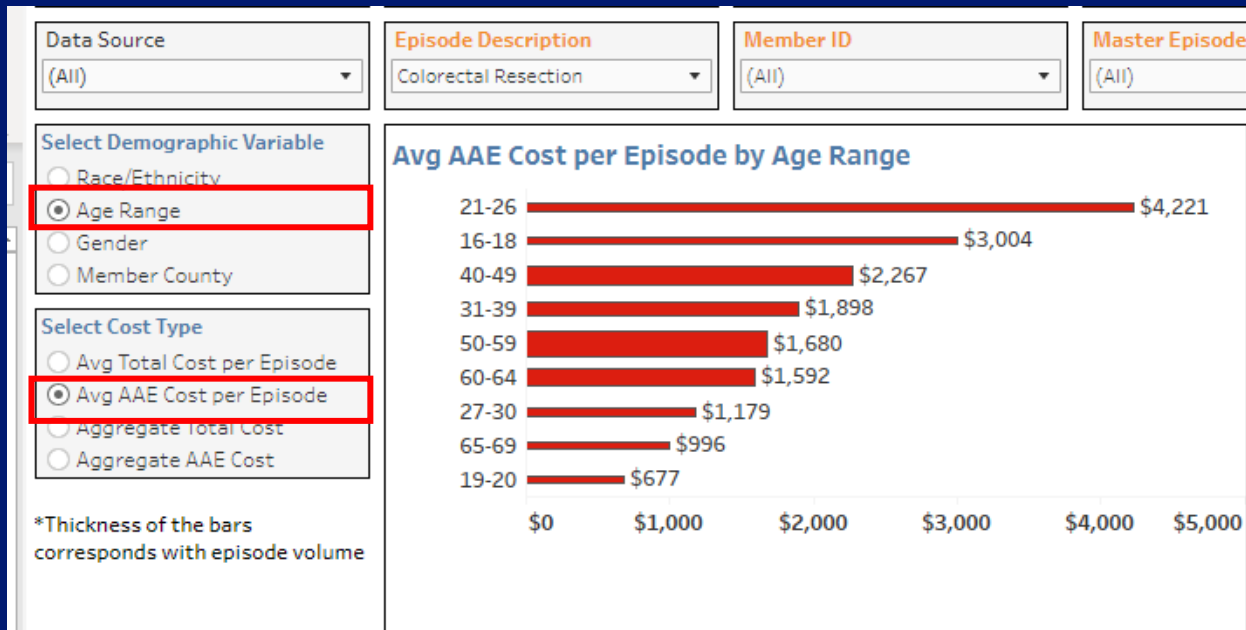 Data Source
(All)
Episode Description
Colorectal Resection
Member ID
(All)
Master Episode
(All)
Select Demographic Variable
Race/Ethnicity
Age Range
Gender
Member County
Select Cost Type
Avg Total Cost per Episode
Avg AAE Cost per Episode
Aggregate Total Cost
Aggregate AAE Cost
*Thickness of the bars
corresponds with episode volume
Avg AAE Cost per Episode by Age Range
21-26 $4,221
16-18 $3,004
40-49 $2,267
31-39 $1,898
50-59 $1,680
60-64 $1,592
27-30 $1,179
65-69 $996
19-20 $677
$0 $1,000 $2,000 $3,000 $4,000 $5,000